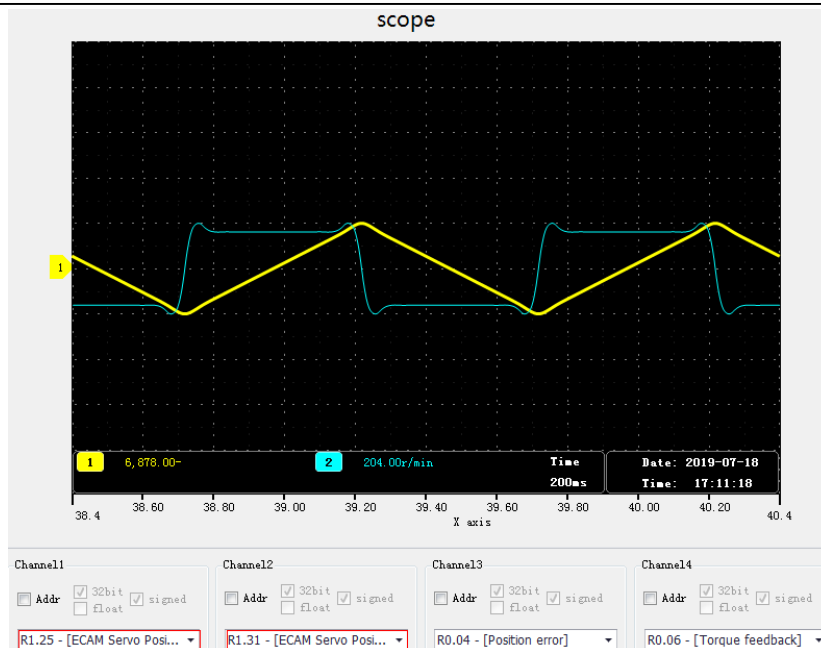 scope
1
1 6,878.00- 2 204.00r/min Time Date: 2019-07-18
200ms Time: 17:11:18
38.4 38.60 38.80 39.00 39.20 39.40 39.60 39.80 40.00 40.20 40.4
X axis
Channel1 Channel2 Channel3 Channel4
Addr 32bit signed Addr 32bit signed Addr 32bit signed Addr 32bit signed
float float float float
R1.25 - [ECAM Servo Posi... R1.31 - [ECAM Servo Posi... R0.04 - [Position error] R0.06 - [Torque feedback]